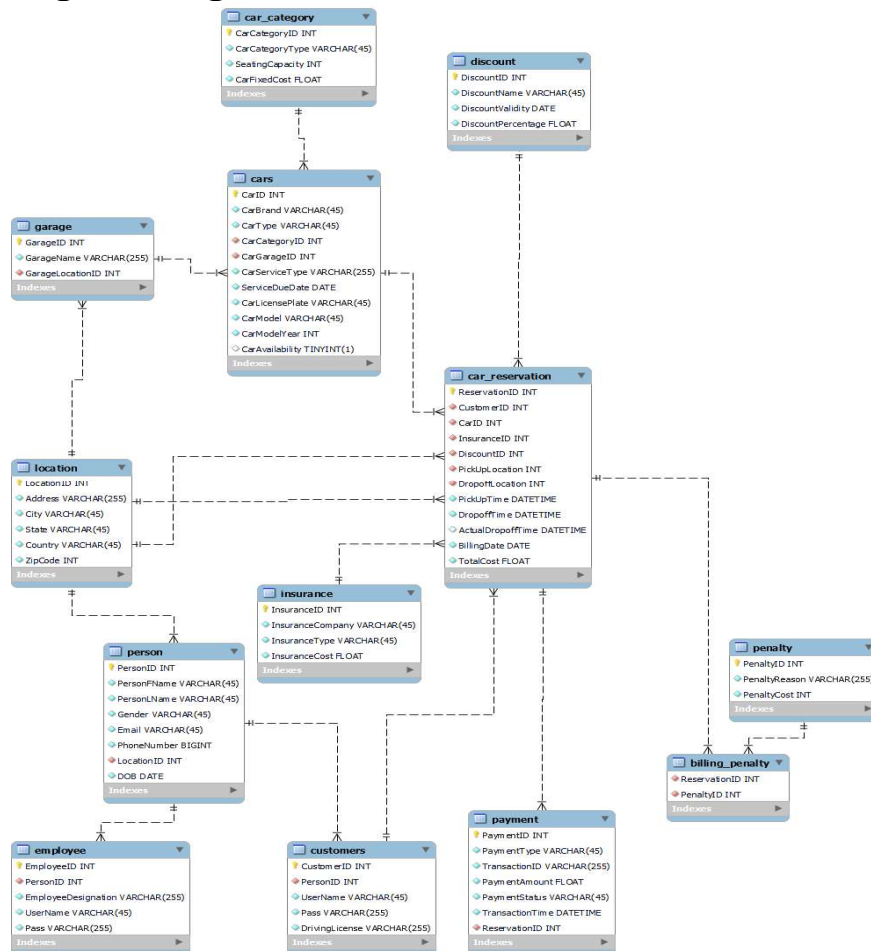 car_category
CarCategoryID INT
CarCategoryType VARCHAR(45)
SeatingCapacity INT
CarFixedCost FLOAT
Indexes
discount
DiscountID INT
DiscountName VARCHAR(45)
DiscountValidity DATE
DiscountPercentage FLOAT
Indexes
cars
CarID INT
CarBrand VARCHAR(45)
CarType VARCHAR(45)
CarCategoryID INT
CarGarageID INT
CarServiceType VARCHAR(255)
ServiceDueDate DATE
CarLicensePlate VARCHAR(45)
CarModel VARCHAR(45)
CarModelYear INT
CarAvailability TINYINT(1)
Indexes
garage
GarageID INT
GarageName VARCHAR(255)
GarageLocationID INT
Indexes
car_reservation
ReservationID INT
CustomerID INT
CarID INT
InsuranceID INT
DiscountID INT
PickUpLocation INT
DropoffLocation INT
PickUpTime DATETIME
DropoffTime DATETIME
ActualDropoffTime DATETIME
BillingDate DATE
TotalCost FLOAT
Indexes
location
LocationID INT
Address VARCHAR(255)
City VARCHAR(45)
State VARCHAR(45)
Country VARCHAR(45)
ZipCode INT
Indexes
insurance
InsuranceID INT
InsuranceCompany VARCHAR(45)
InsuranceType VARCHAR(45)
InsuranceCost FLOAT
Indexes
person
PersonID INT
PersonFName VARCHAR(45)
PersonLName VARCHAR(45)
Gender VARCHAR(45)
Email VARCHAR(45)
PhoneNumber BIGINT
LocationID INT
DOB DATE
Indexes
penalty
PenaltyID INT
PenaltyReason VARCHAR(255)
PenaltyCost INT
Indexes
billing_penalty
ReservationID INT
PenaltyID INT
Indexes
employee
EmployeeID INT
PersonID INT
EmployeeDesignation VARCHAR(255)
UserName VARCHAR(45)
Pass VARCHAR(255)
customers
CustomerID INT
PersonID INT
UserName VARCHAR(45)
Pass VARCHAR(255)
DrivingLicense VARCHAR(255)
payment
PaymentID INT
PaymentType VARCHAR(45)
TransactionID VARCHAR(255)
PaymentAmount FLOAT
PaymentStatus VARCHAR(45)
TransactionTime DATETIME
ReservationID INT